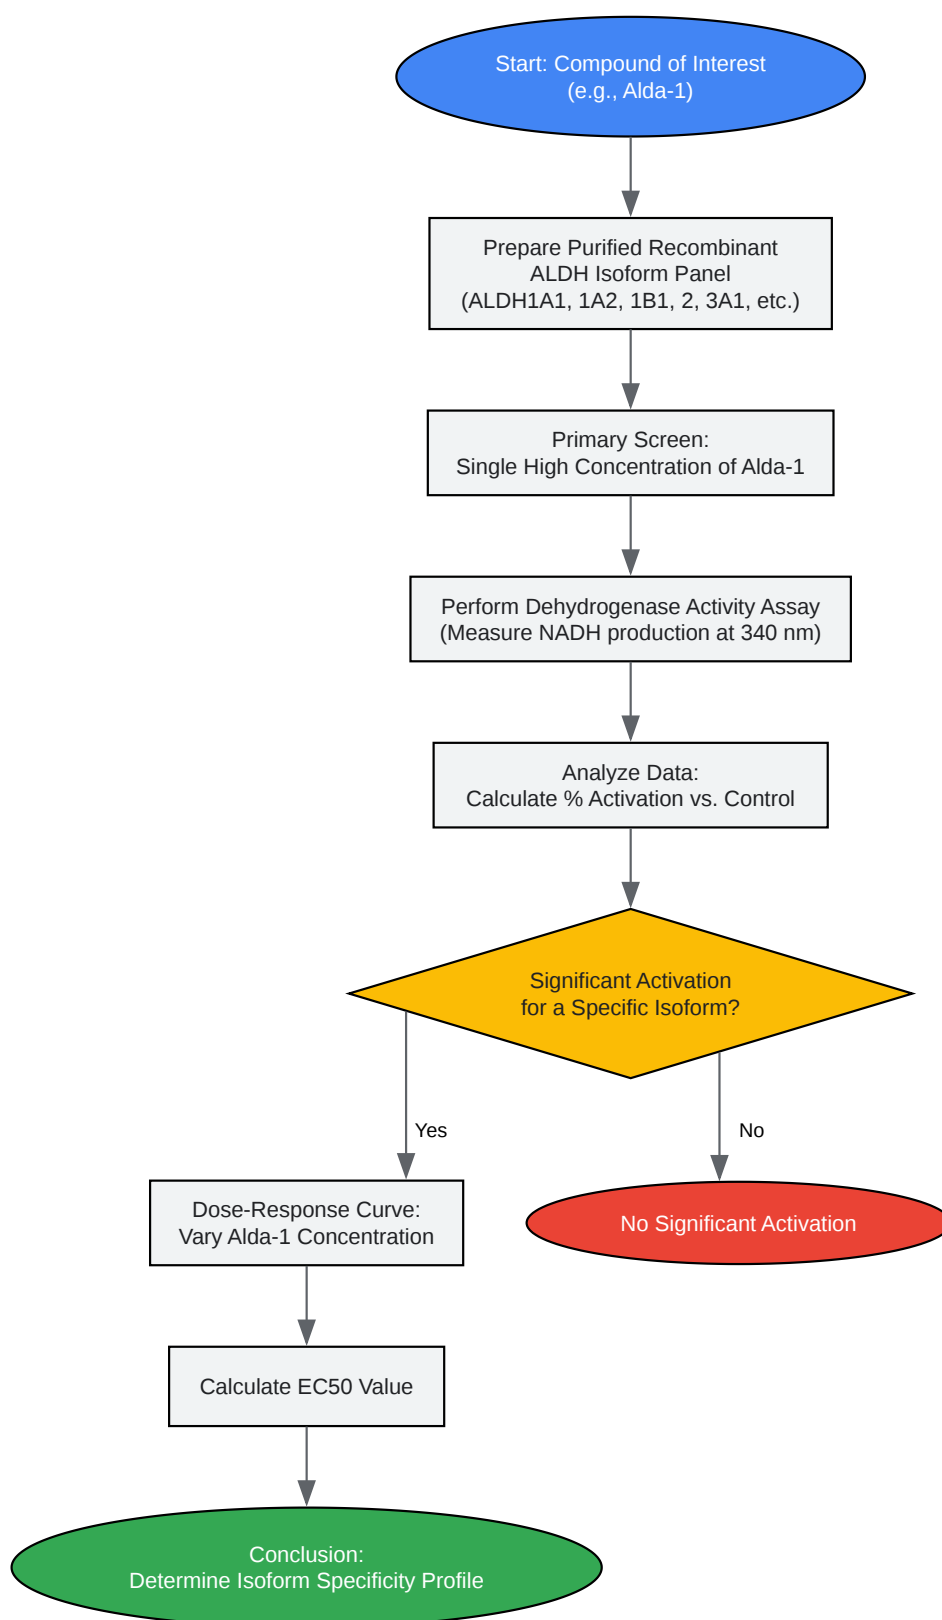 Start: Compound of Interest
(e.g., Alda-1)
Prepare Purified Recombinant
ALDH Isoform Panel
(ALDH1A1, 1A2, 1B1, 2, 3A1, etc.)
Primary Screen:
Single High Concentration of Alda-1
Perform Dehydrogenase Activity Assay
(Measure NADH production at 340 nm)
Analyze Data:
Calculate % Activation vs. Control
Significant Activation
for a Specific Isoform?
Yes
No
Dose-Response Curve:
Vary Alda-1 Concentration
No Significant Activation
Calculate EC50 Value
Conclusion:
Determine Isoform Specificity Profile